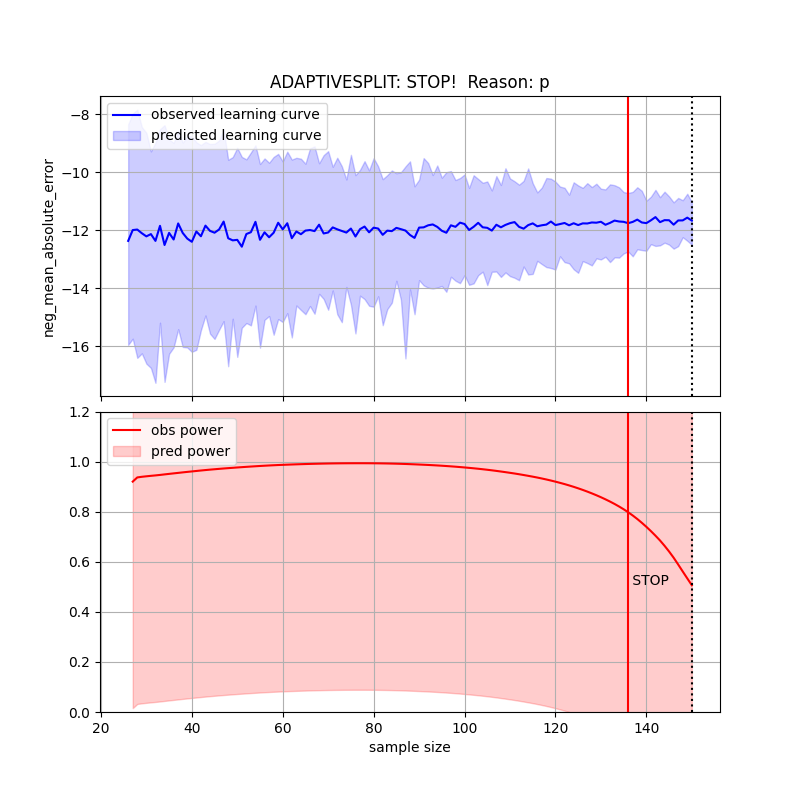 ADAPTIVESPLIT: STOP!  Reason: p
observed learning curve
predicted learning curve
neg_mean_absolute_error
−8
−10
−12
−14
−16
obs power
pred power
STOP
1.2
1.0
0.8
0.6
0.4
0.2
0.0
20 40 60 80 100 120 140
sample size